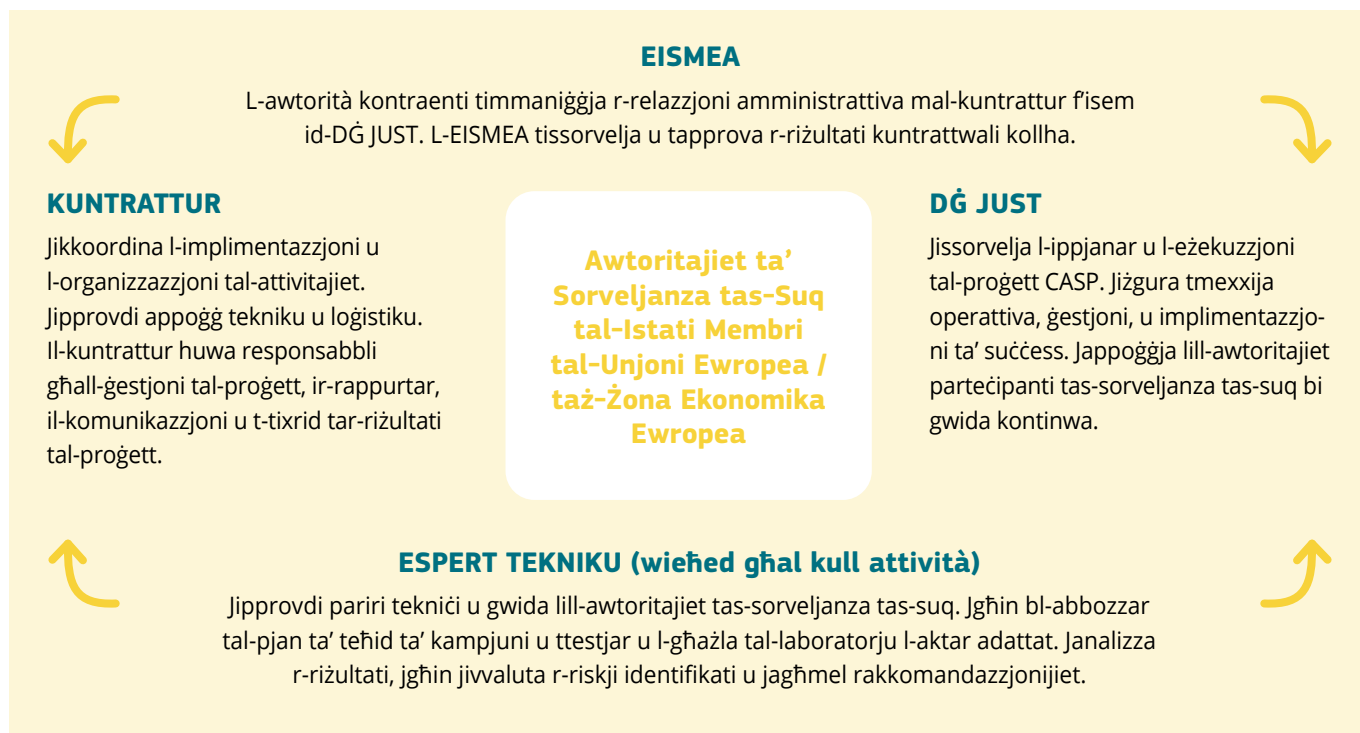 EISMEA
L-awtorità kontraenti timmaniġġja r-relazzjoni amministrattiva mal-kuntrattur f'isem
id-DĠ JUST. L-EISMEA tissorvelja u tapprova r-riżultati kuntrattwali kollha.
KUNTRATTUR
Jikkoordina l-implimentazzjoni u
l-organizzazzjoni tal-attivitajiet.
Jipprovdi appoġġ tekniku u loġistiku.
Il-kuntrattur huwa responsabbli
għall-ġestjoni tal-proġett, ir-rappurtar,
il-komunikazzjoni u t-tixrid tar-riżultati
tal-proġett.
Awtoritajiet ta'
Sorveljanza tas-Suq
tal-Istati Membri
tal-Unjoni Ewropea /
taż-Żona Ekonomika
Ewropea
DĠ JUST
Jissorvelja l-ippjanar u l-eżekuzzjoni
tal-proġett CASP. Jiżgura tmexxija
operattiva, ġestjoni, u implimentazzjo-
ni ta' suċċess. Jappoġġja lill-awtoritajiet
parteċipanti tas-sorveljanza tas-suq bi
gwida kontinwa.
ESPERT TEKNIKU (wieħed għal kull attività)
Jipprovdi pariri tekniċi u gwida lill-awtoritajiet tas-sorveljanza tas-suq. Jgħin bl-abbozzar
tal-pjan ta' teħid ta' kampjuni u ttestjar u l-għażla tal-laboratorju l-aktar adattat. Janalizza
r-riżultati, jgħin jivvaluta r-riskji identifikati u jagħmel rakkomandazzjonijiet.